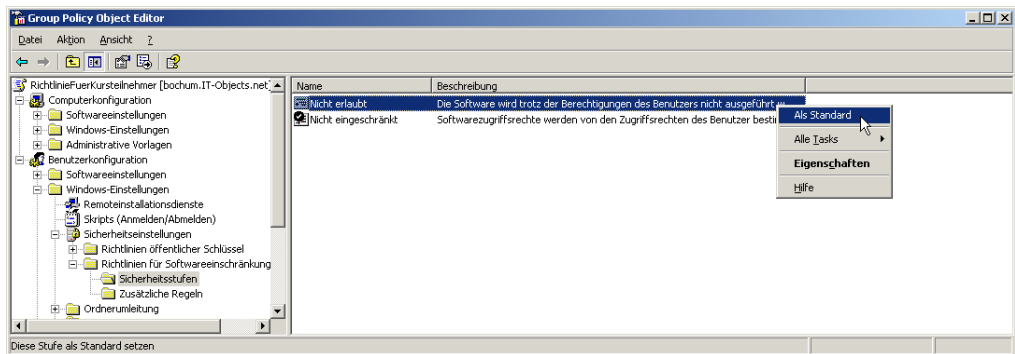 Group Policy Object Editor
Datei Aktion Ansicht ?
RichtlinieFuerKursteilnehmer [bochum.IT-Objects.net]
Computerkonfiguration
Softwareeinstellungen
Windows-Einstellungen
Administrative Vorlagen
Benutzerkonfiguration
Softwareeinstellungen
Windows-Einstellungen
Remoteinstallationsdienste
Skripts (Anmelden/Abmelden)
Sicherheitseinstellungen
Richtlinien öffentlicher Schlüssel
Richtlinien für Softwareeinschränkung
Sicherheitsstufen
Zusätzliche Regeln
Ordnerumleitung
Name Beschreibung
Nicht erlaubt Die Software wird trotz der Berechtigungen des Benutzers nicht ausgeführt
Nicht eingeschränkt Softwarezugriffsrechte werden von den Zugriffsrechten des Benutzer
Als Standard
Alle Tasks
Eigenschaften
Hilfe
Diese Stufe als Standard setzen